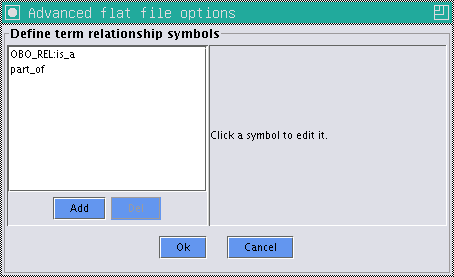 Advanced flat file options
Define term relationship symbols
OBO_REL:is_a
part_of
Click a symbol to edit it.
Add
Del
Ok
Cancel